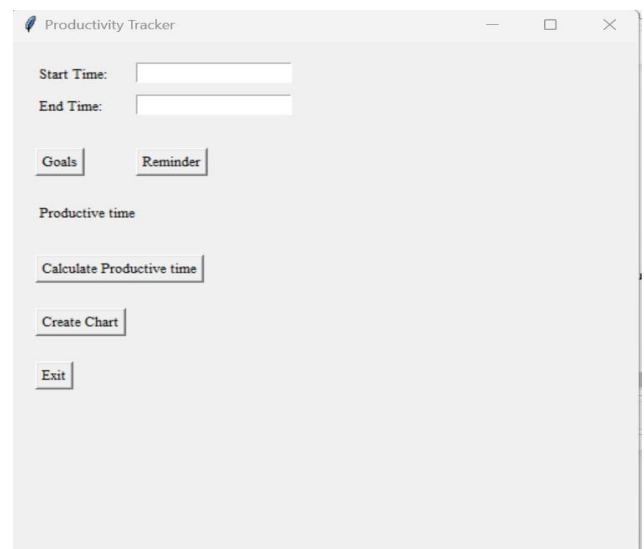 Productivity Tracker
Start Time:
End Time:
Goals Reminder
Productive time
Calculate Productive time
Create Chart
Exit